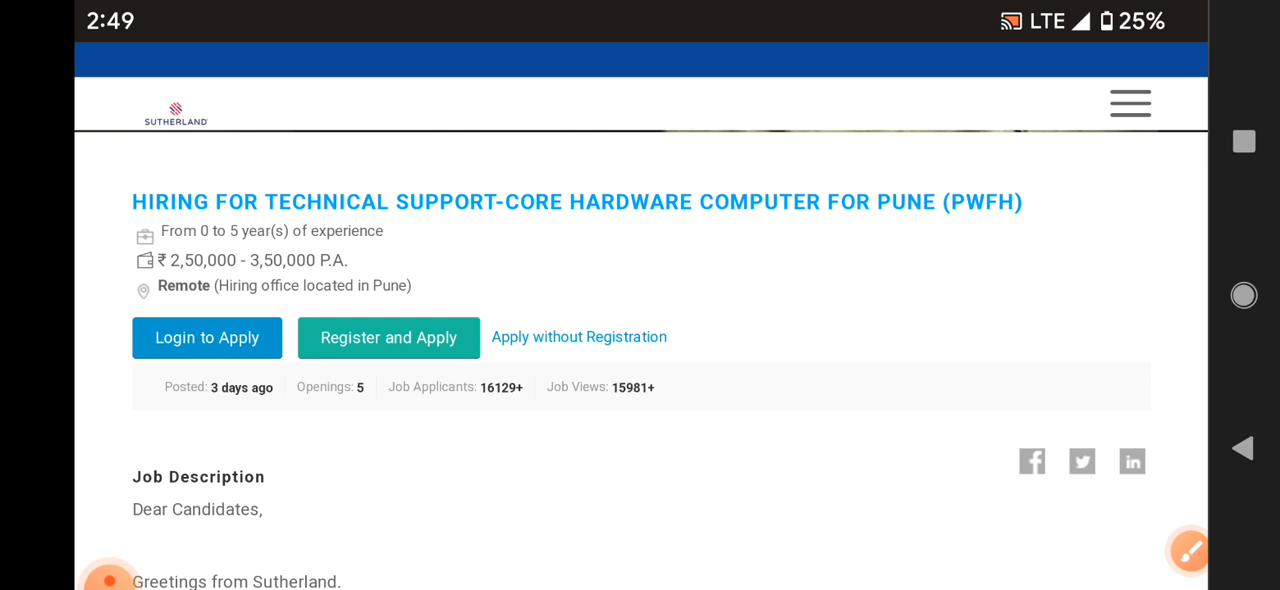 2:49 LTE 25%
SUTHERLAND
HIRING FOR TECHNICAL SUPPORT-CORE HARDWARE COMPUTER FOR PUNE (PWFH)
From 0 to 5 year(s) of experience
₹ 2,50,000 - 3,50,000 P.A.
Remote (Hiring office located in Pune)
Login to Apply Register and Apply Apply without Registration
Posted: 3 days ago Openings: 5 Job Applicants: 16129+ Job Views: 15981+
Job Description
Dear Candidates,
Greetings from Sutherland.